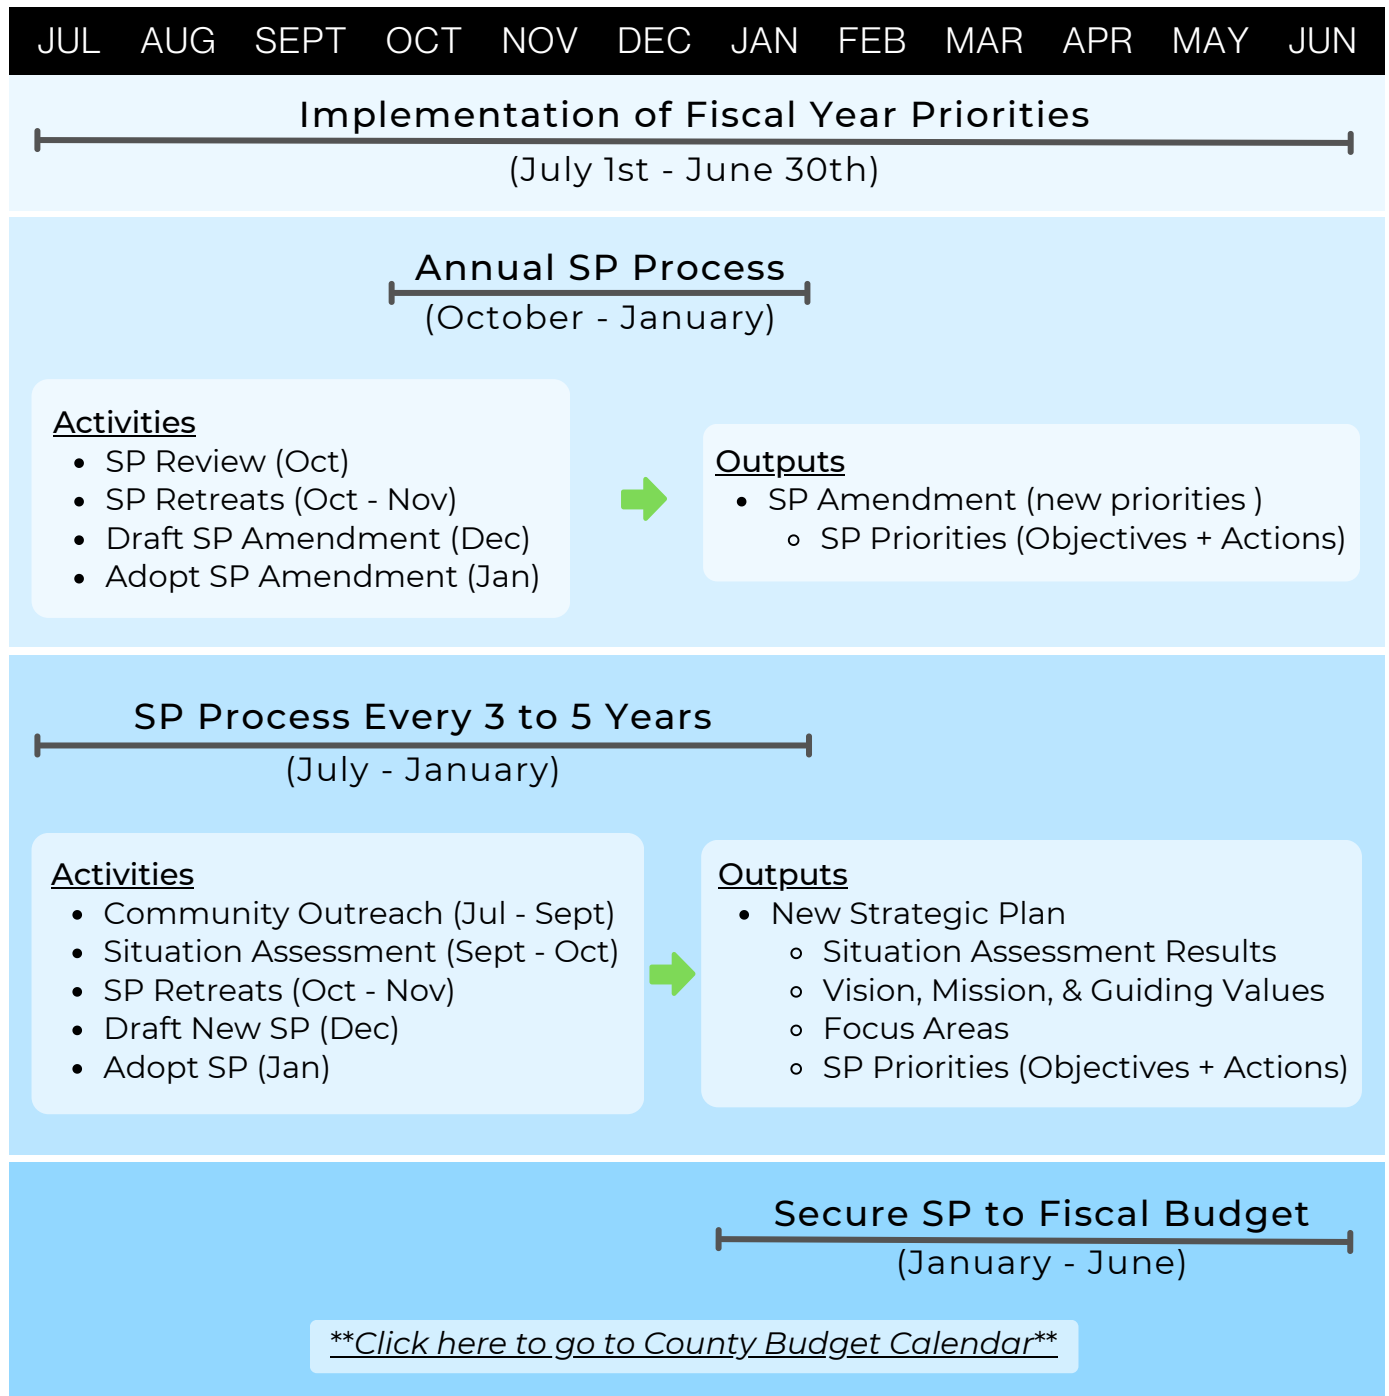 JUL AUG SEPT OCT NOV DEC JAN FEB MAR APR MAY JUN
Implementation of Fiscal Year Priorities
(July 1st - June 30th)
Annual SP Process
(October - January)
Activities
• SP Review (Oct)
• SP Retreats (Oct - Nov)
• Draft SP Amendment (Dec)
• Adopt SP Amendment (Jan)
Outputs
• SP Amendment (new priorities )
◦ SP Priorities (Objectives + Actions)
SP Process Every 3 to 5 Years
(July - January)
Activities
• Community Outreach (Jul - Sept)
• Situation Assessment (Sept - Oct)
• SP Retreats (Oct - Nov)
• Draft New SP (Dec)
• Adopt SP (Jan)
Outputs
• New Strategic Plan
◦ Situation Assessment Results
◦ Vision, Mission, & Guiding Values
◦ Focus Areas
◦ SP Priorities (Objectives + Actions)
Secure SP to Fiscal Budget
(January - June)
**Click here to go to County Budget Calendar**